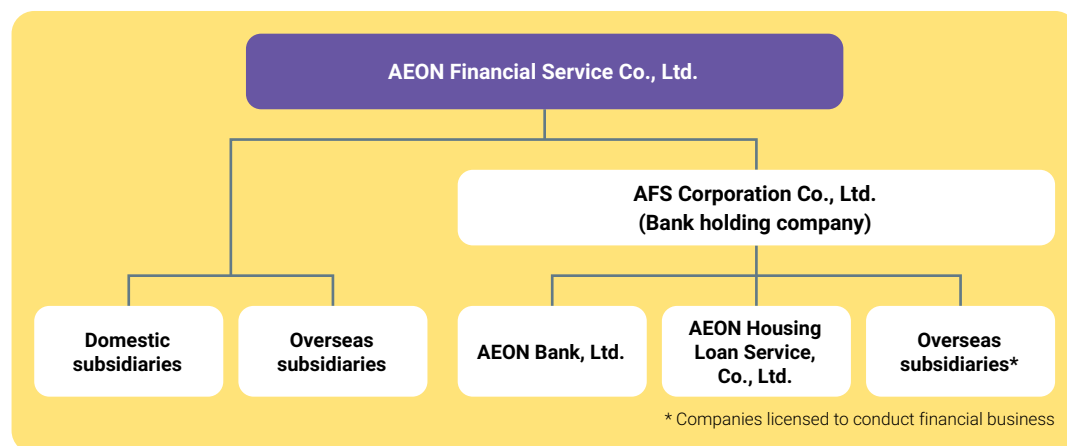 AEON Financial Service Co., Ltd.
AFS Corporation Co., Ltd.
(Bank holding company)
Domestic
subsidiaries
Overseas
subsidiaries
AEON Bank, Ltd.
AEON Housing
Loan Service,
Co., Ltd.
Overseas
subsidiaries*
* Companies licensed to conduct financial business